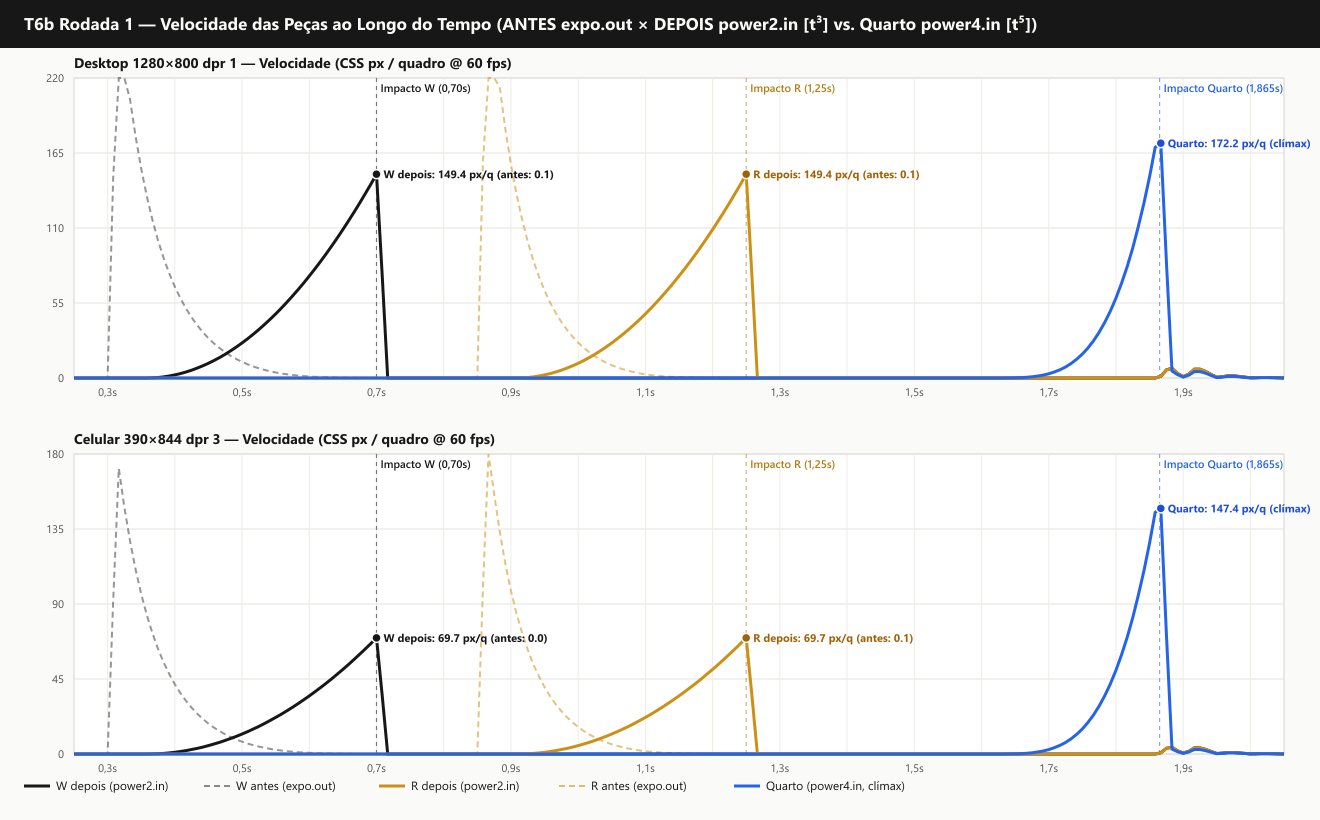 T6b Rodada 1 — Velocidade das Peças ao Longo do Tempo (ANTES expo.out × DEPOIS power2.in [t³] vs. Quarto power4.in [t⁵])
Desktop 1280×800 dpr 1 — Velocidade (CSS px / quadro @ 60 fps)
220
Impacto W (0,70s)
Impacto R (1,25s)
Impacto Quarto (1,865s)
165
Quarto: 172.2 px/q (clímax)
W depois: 149.4 px/q (antes: 0.1)
R depois: 149.4 px/q (antes: 0.1)
110
55
0
0,3s 0,5s 0,7s 0,9s 1,1s 1,3s 1,5s 1,7s 1,9s
Celular 390×844 dpr 3 — Velocidade (CSS px / quadro @ 60 fps)
180
Impacto W (0,70s)
Impacto R (1,25s)
Impacto Quarto (1,865s)
Quarto: 147.4 px/q (clímax)
135
90
W depois: 69.7 px/q (antes: 0.0)
R depois: 69.7 px/q (antes: 0.1)
45
0
0,3s 0,5s 0,7s 0,9s 1,1s 1,3s 1,5s 1,7s 1,9s
W depois (power2.in) W antes (expo.out) R depois (power2.in) R antes (expo.out) Quarto (power4.in, clímax)